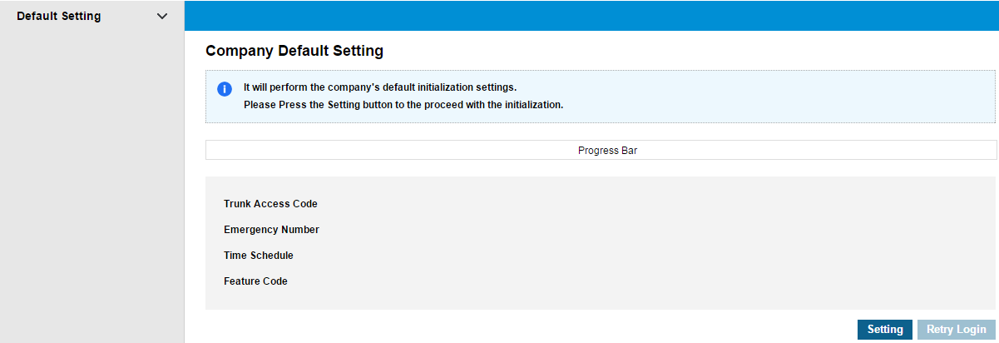 Default Setting
Company Default Setting
It will perform the company's default initialization settings.
Please Press the Setting button to the proceed with the initialization.
Progress Bar
Trunk Access Code
Emergency Number
Time Schedule
Feature Code
Setting
Retry Login